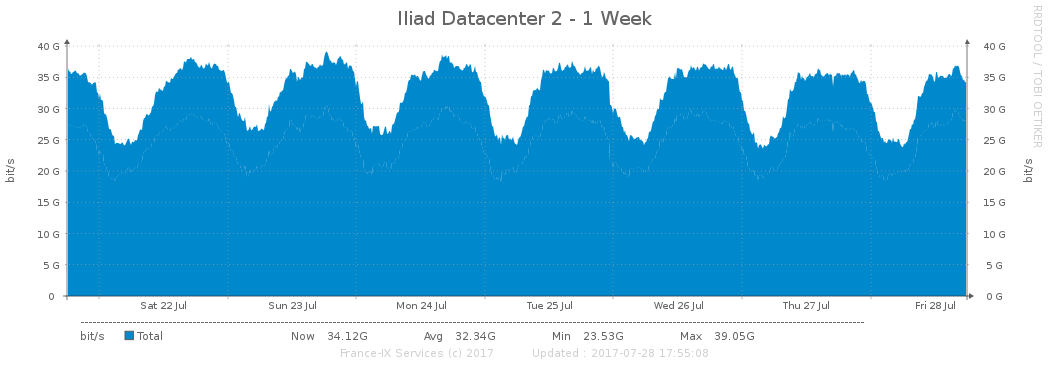 Iliad Datacenter 2 - 1 Week
RRDTOOL / TOBI OETIKER
40 G 40 G
35 G 35 G
30 G 30 G
25 G 25 G
20 G 20 G
15 G 15 G
10 G 10 G
5 G 5 G
0 0 G
bit/s bit/s
Sat 22 Jul Sun 23 Jul Mon 24 Jul Tue 25 Jul Wed 26 Jul Thu 27 Jul Fri 28 Jul
bit/s Total Now 34.12G Avg 32.34G Min 23.53G Max 39.05G
France-IX Services (c) 2017 Updated : 2017-07-28 17:55:08